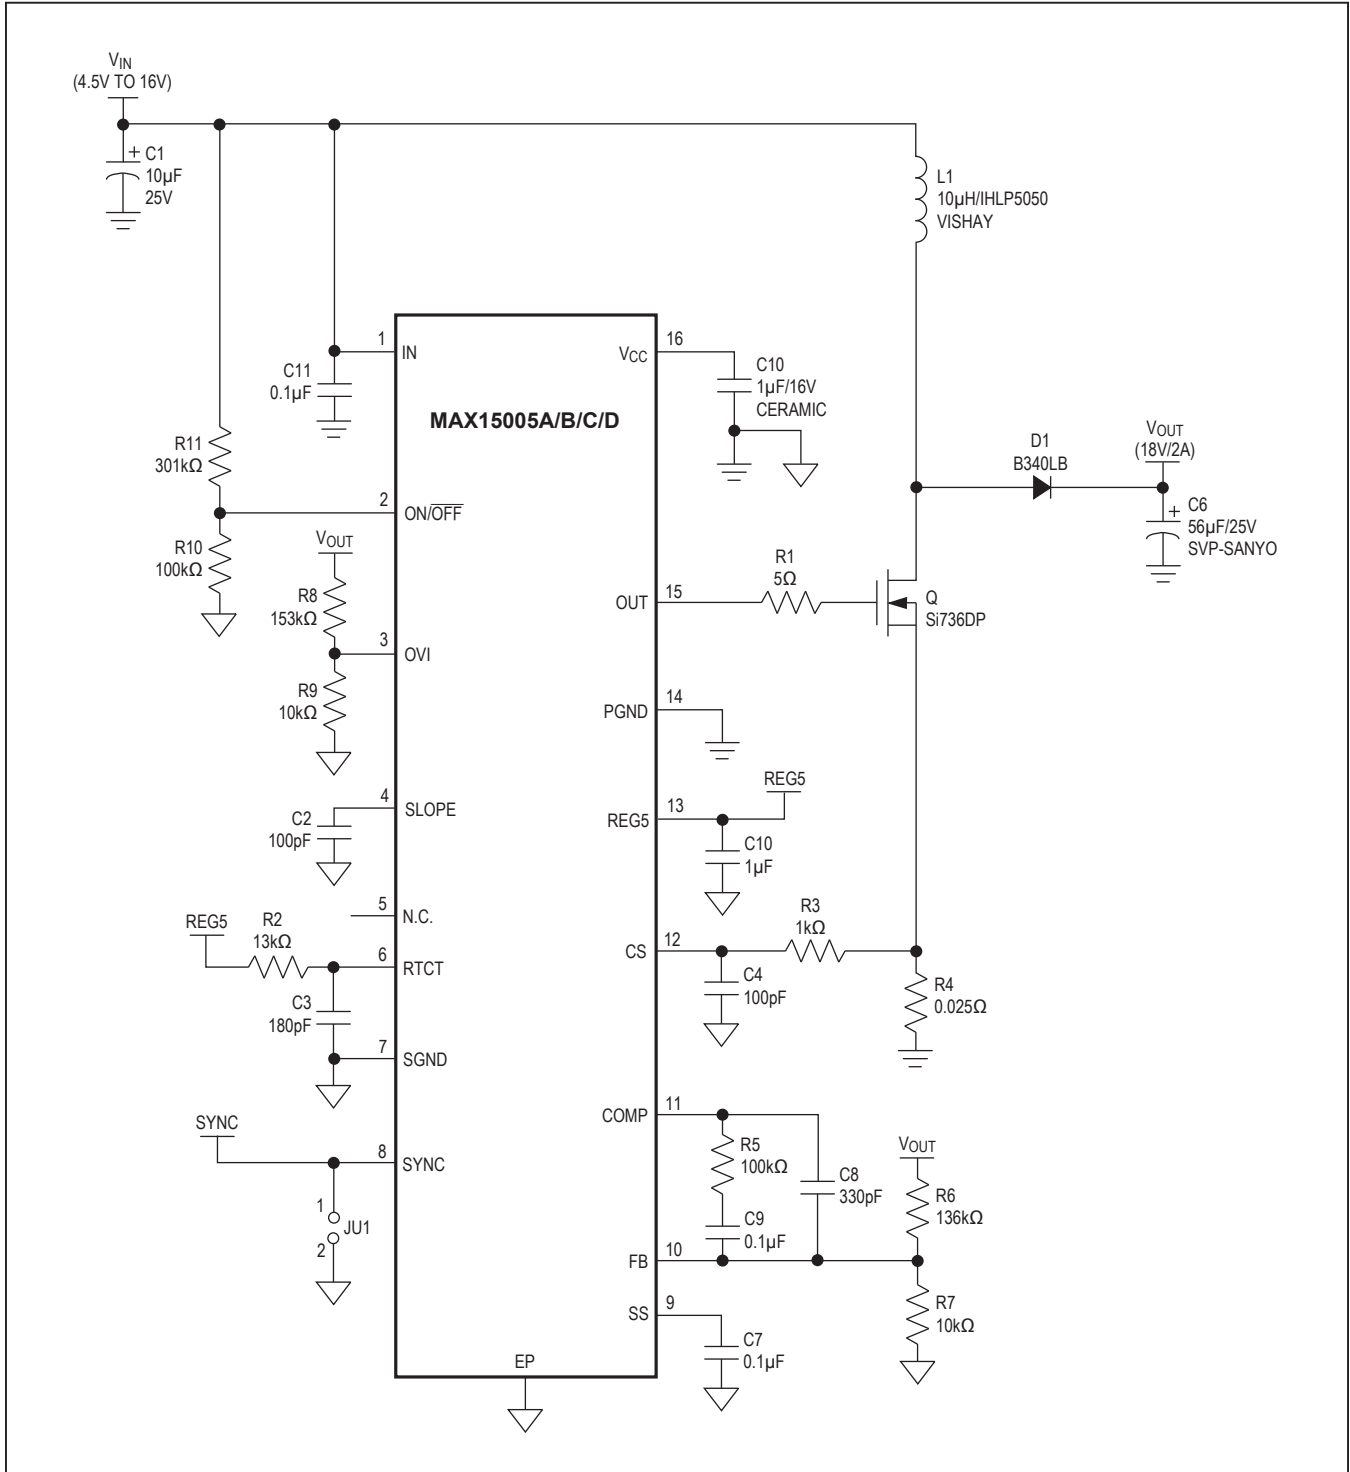 VIN
(4.5V TO 16V)
+ C1
10µF
25V
L1
10µH/IHLP5050
VISHAY
1
IN
C11
0.1µF
16
VCC
C10
1µF/16V
CERAMIC
MAX15005A/B/C/D
R11
301kΩ
2
ON/OFF
R10
100kΩ
D1
B340LB
VOUT
(18V/2A)
+ C6
56µF/25V
SVP-SANYO
VOUT
R8
153kΩ
3
OVI
R9
10kΩ
OUT
15
R1
5Ω
Q
Si736DP
PGND
14
4
SLOPE
C2
100pF
REG5
13
REG5
C10
1µF
5
N.C.
REG5
R2
13kΩ
6
RTCT
C3
180pF
7
SGND
CS
12
R3
1kΩ
C4
100pF
R4
0.025Ω
SYNC
8
SYNC
1
2
JU1
COMP
11
R5
100kΩ
C9
0.1µF
C8
330pF
VOUT
R6
136kΩ
FB
10
R7
10kΩ
SS
9
C7
0.1µF
EP